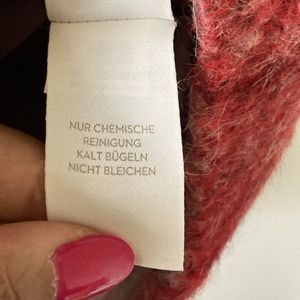 NUR CHEMISCHE
REINIGUNG
KALT BÜGELN
NICHT BLEICHEN